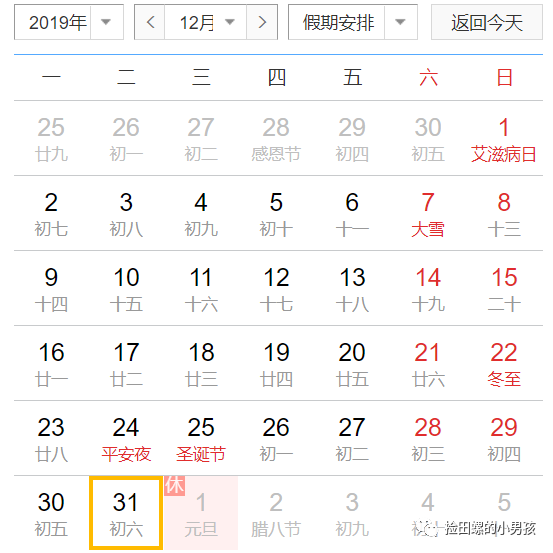 2019年 12月 假期安排 返回今天
一 二 三 四 五 六 日
25 26 27 28 29 30 1
廿九 初一 初二 感恩节 初四 初五 艾滋病日
2 3 4 5 6 7 8
初七 初八 初九 初十 十一 大雪 十三
9 10 11 12 13 14 15
十四 十五 十六 十七 十八 十九 二十
16 17 18 19 20 21 22
廿一 廿二 廿三 廿四 廿五 廿六 冬至
23 24 25 26 27 28 29
廿八 平安夜 圣诞节 初一 初二 初三 初四
休
30 31 1 2 3 4 5
初五 初六 元旦 腊八节 初九 初十
捡田螺的小男孩